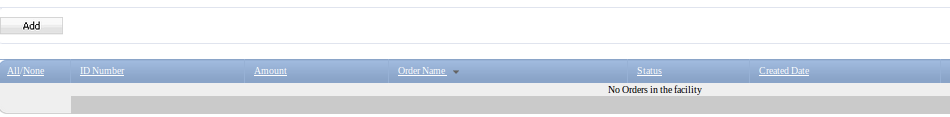 Add
All/None ID Number Amount Order Name Status Created Date
No Orders in the facility